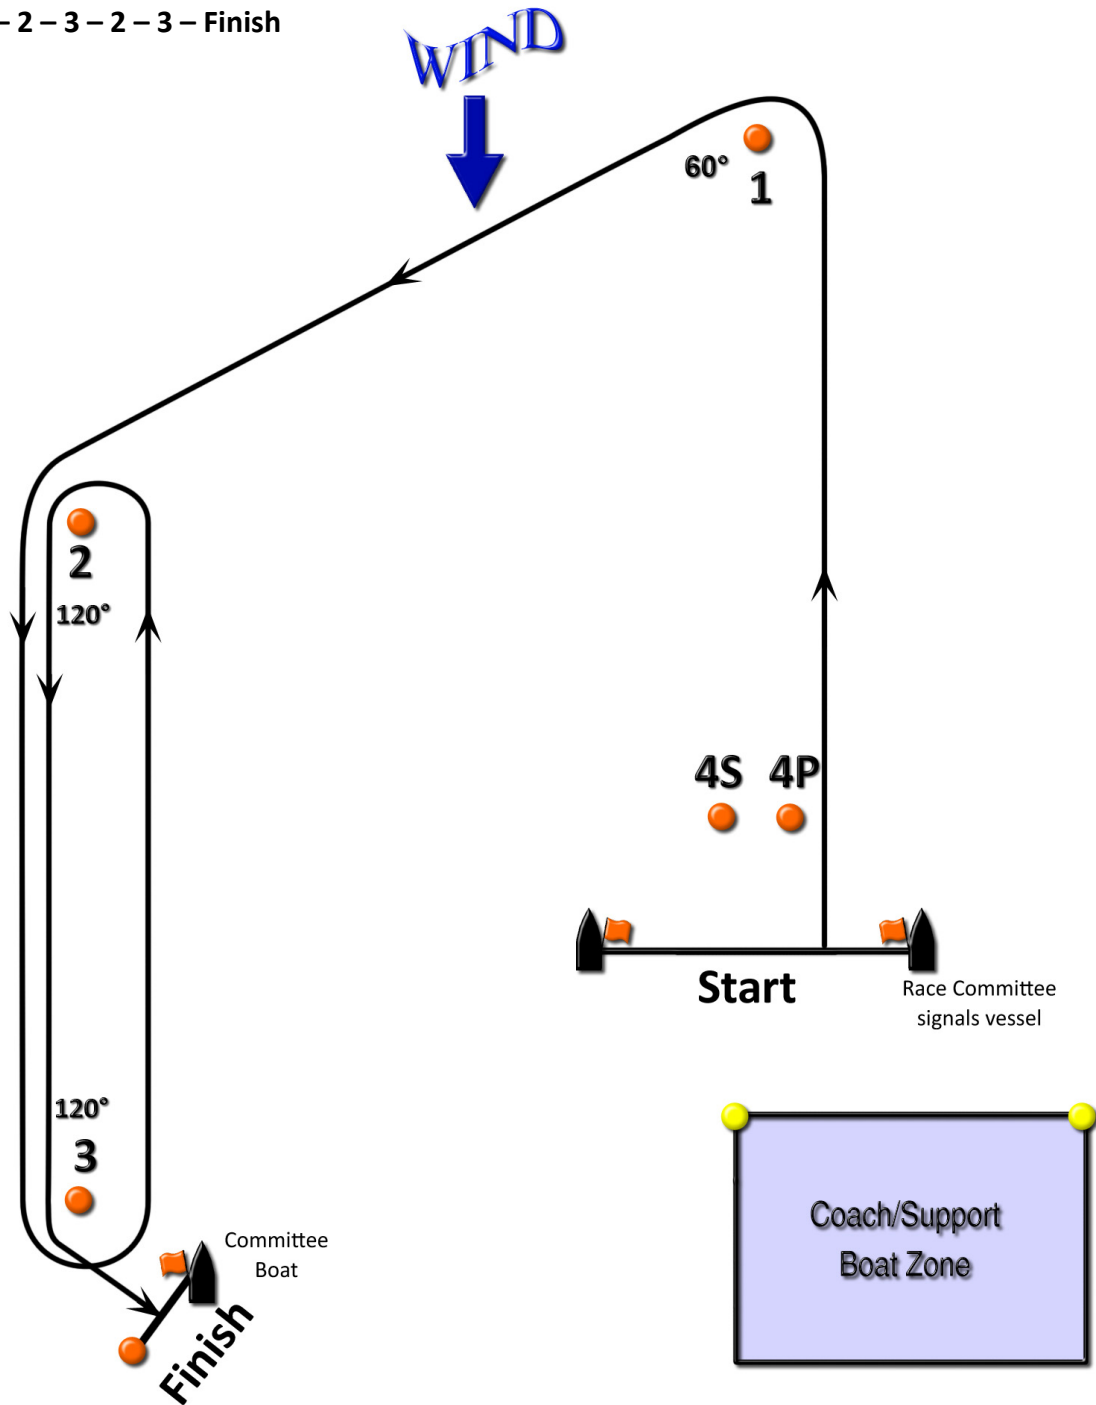 – 2 – 3 – 2 – 3 – Finish
WIND
60°
1
2
120°
4S 4P
Start
Race Committee
signals vessel
120°
3
Committee
Boat
Finish
Coach/Support
Boat Zone